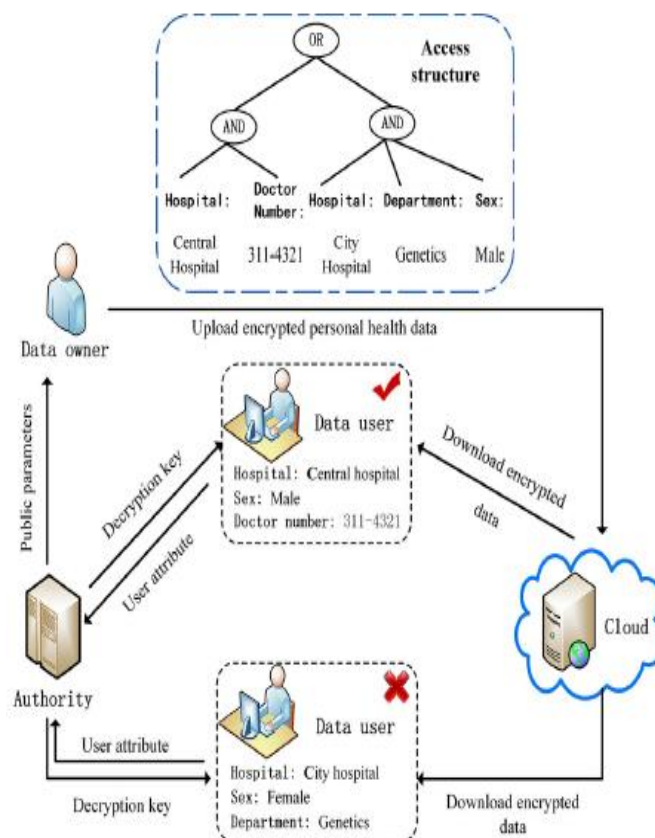 OR
Access
structure
AND
AND
Hospital:
Doctor
Number:
Hospital:
Department:
Sex:
Central
Hospital
311-4321
City
Hospital
Genetics
Male
Data owner
Upload encrypted personal health data
Public parameters
Data user
Hospital: Central hospital
Sex: Male
Doctor number: 311-4321
Decryption key
User attribute
Download encrypted
data
Cloud
Authority
Data user
Hospital: City hospital
Sex: Female
Department: Genetics
User attribute
Decryption key
Download encrypted
data